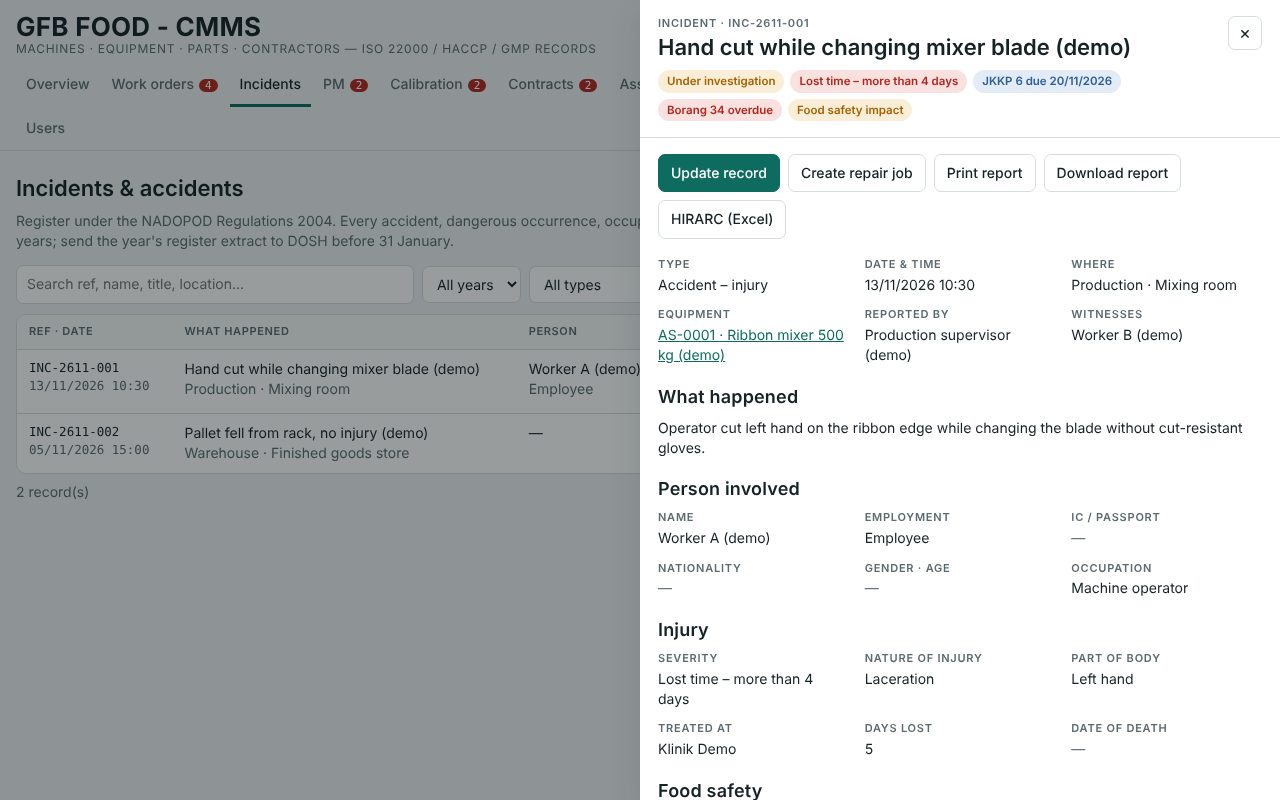 GFB FOOD - CMMS
MACHINES · EQUIPMENT · PARTS · CONTRACTORS — ISO 22000 / HACCP / GMP RECORDS
Overview
Work orders 4
Incidents
PM 2
Calibration 2
Contracts 2
Users
Incidents & accidents
Register under the NADOPOD Regulations 2004. Every accident, dangerous occurrence,
years; send the year's register extract to DOSH before 31 January.
Search ref, name, title, location...
All years
All types
REF · DATE
WHAT HAPPENED
PERSON
INC-2611-001
Hand cut while changing mixer blade (demo)
Worker A (demo)
13/11/2026 10:30
Production · Mixing room
Employee
INC-2611-002
Pallet fell from rack, no injury (demo)
—
05/11/2026 15:00
Warehouse · Finished goods store
2 record(s)
INCIDENT · INC-2611-001
Hand cut while changing mixer blade (demo)
×
Under investigation
Lost time – more than 4 days
JKKP 6 due 20/11/2026
Borang 34 overdue
Food safety impact
Update record
Create repair job
Print report
Download report
HIRARC (Excel)
TYPE
DATE & TIME
WHERE
Accident – injury
13/11/2026 10:30
Production · Mixing room
EQUIPMENT
REPORTED BY
WITNESSES
AS-0001 · Ribbon mixer 500
Production supervisor
Worker B (demo)
kg (demo)
(demo)
What happened
Operator cut left hand on the ribbon edge while changing the blade without cut-resistant
gloves.
Person involved
NAME
EMPLOYMENT
IC / PASSPORT
Worker A (demo)
Employee
—
NATIONALITY
GENDER · AGE
OCCUPATION
—
—
Machine operator
Injury
SEVERITY
NATURE OF INJURY
PART OF BODY
Lost time – more than 4
Laceration
Left hand
days
TREATED AT
DAYS LOST
DATE OF DEATH
Klinik Demo
5
—
Food safety